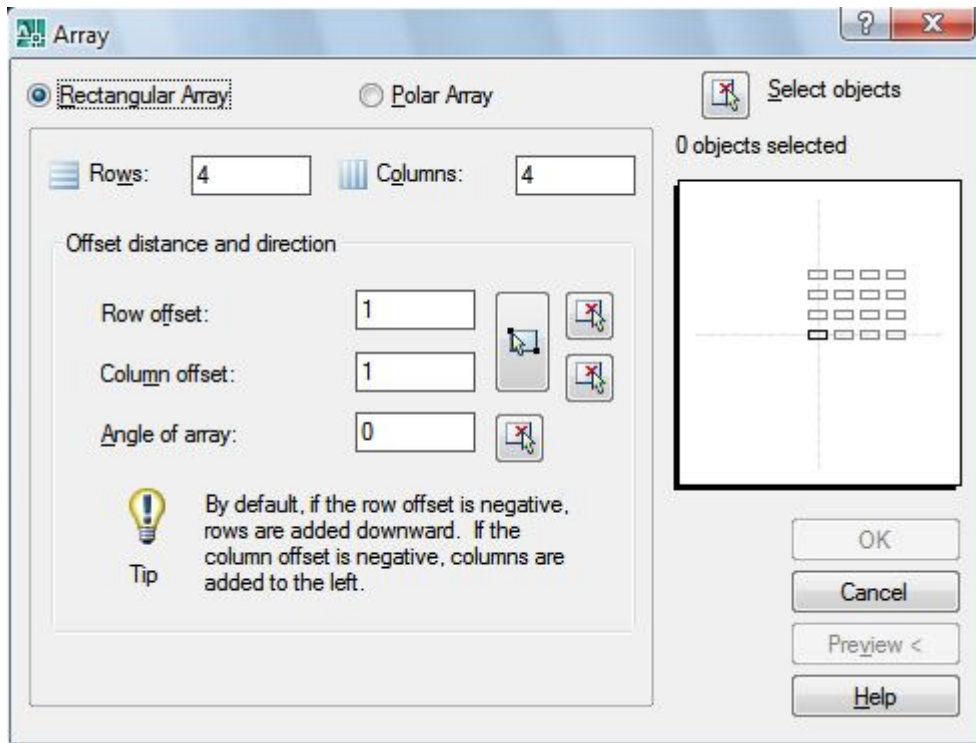 Array
Rectangular Array
Polar Array
Select objects
0 objects selected
Rows:
4
Columns:
4
Offset distance and direction
Row offset:
1
Column offset:
1
Angle of array:
0
Tip
By default, if the row offset is negative,
rows are added downward. If the
column offset is negative, columns are
added to the left.
OK
Cancel
Preview <
Help